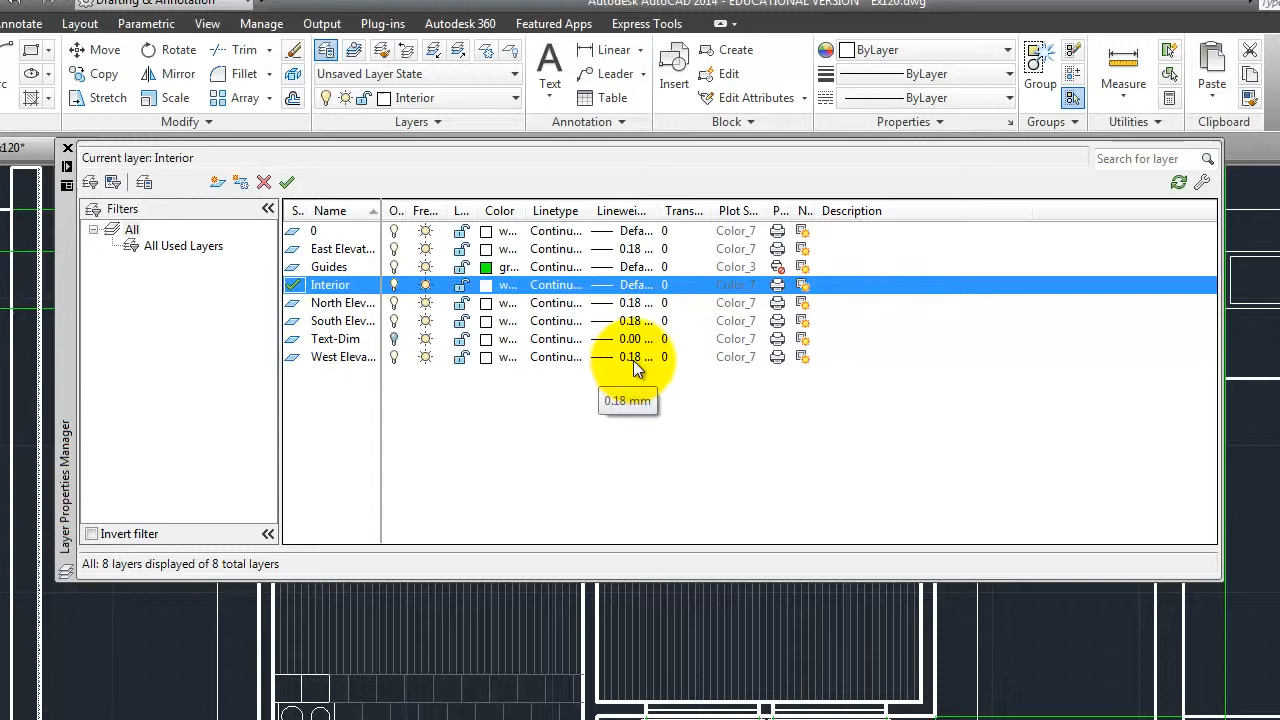 Drafting & Annotation
Autodesk AutoCAD 2014 - EDUCATIONAL VERSION Ex120.dwg
Annotate Layout Parametric View Manage Output Plug-ins Autodesk 360 Featured Apps Express Tools
Move Rotate Trim
Copy Mirror Fillet
Stretch Scale Array
Modify
Unsaved Layer State
Interior
Layers
Text
Linear
Leader
Table
Annotation
Insert
Create
Edit
Edit Attributes
Block
ByLayer
ByLayer
ByLayer
Properties
Group
Groups
Measure
Utilities
Paste
Clipboard
x120*
Current layer: Interior
Search for layer
Filters
All
All Used Layers
Invert filter
S.. Name O.. Fre... L... Color Linetype Linewei... Trans... Plot S... P... N.. Description
0 w... Continu... Defa... 0 Color_7
East Elevat... w... Continu... 0.18 ... 0 Color_7
Guides gr... Continu... Defa... 0 Color_3
Interior w... Continu... Defa... 0 Color_7
North Elev... w... Continu... 0.18 ... 0 Color_7
South Elev... w... Continu... 0.18 ... 0 Color_7
Text-Dim w... Continu... 0.00 ... 0 Color_7
West Eleva... w... Continu... 0.18 ... 0 Color_7
0.18 mm
Layer Properties Manager
All: 8 layers displayed of 8 total layers